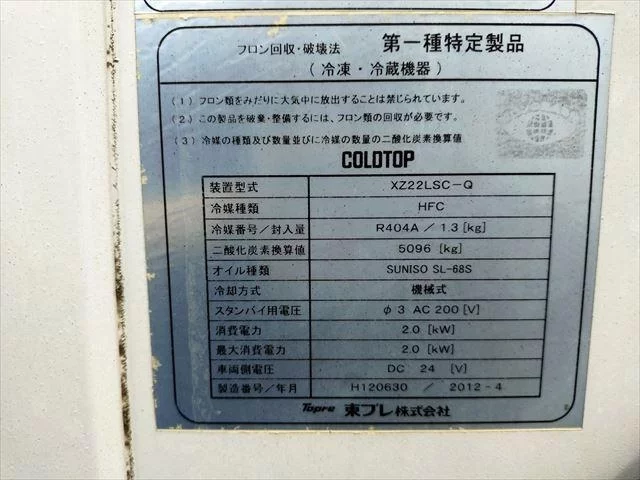 フロン回収・破壊法 第一種特定製品
(冷凍・冷蔵機器)
(1) フロン類をみだりに大気中に放出することは禁じられています。
(2) この製品を破棄・整備するには、フロン類の回収が必要です。
(3) 冷媒の種類及び数量並びに冷媒の数量の二酸化炭素換算値
COLDTOP
装置型式 XZ22LSC-Q
冷媒種類 HFC
冷媒番号/封入量 R404A / 1.3 [kg]
二酸化炭素換算値 5096 [kg]
オイル種類 SUNISO SL-68S
冷却方式 機械式
スタンバイ用電圧 φ3 AC 200 [V]
消費電力 2.0 [kW]
最大消費電力 2.0 [kW]
車両側電圧 DC 24 [V]
製造番号/年月 H120630 / 2012-4
Topre 東プレ株式会社